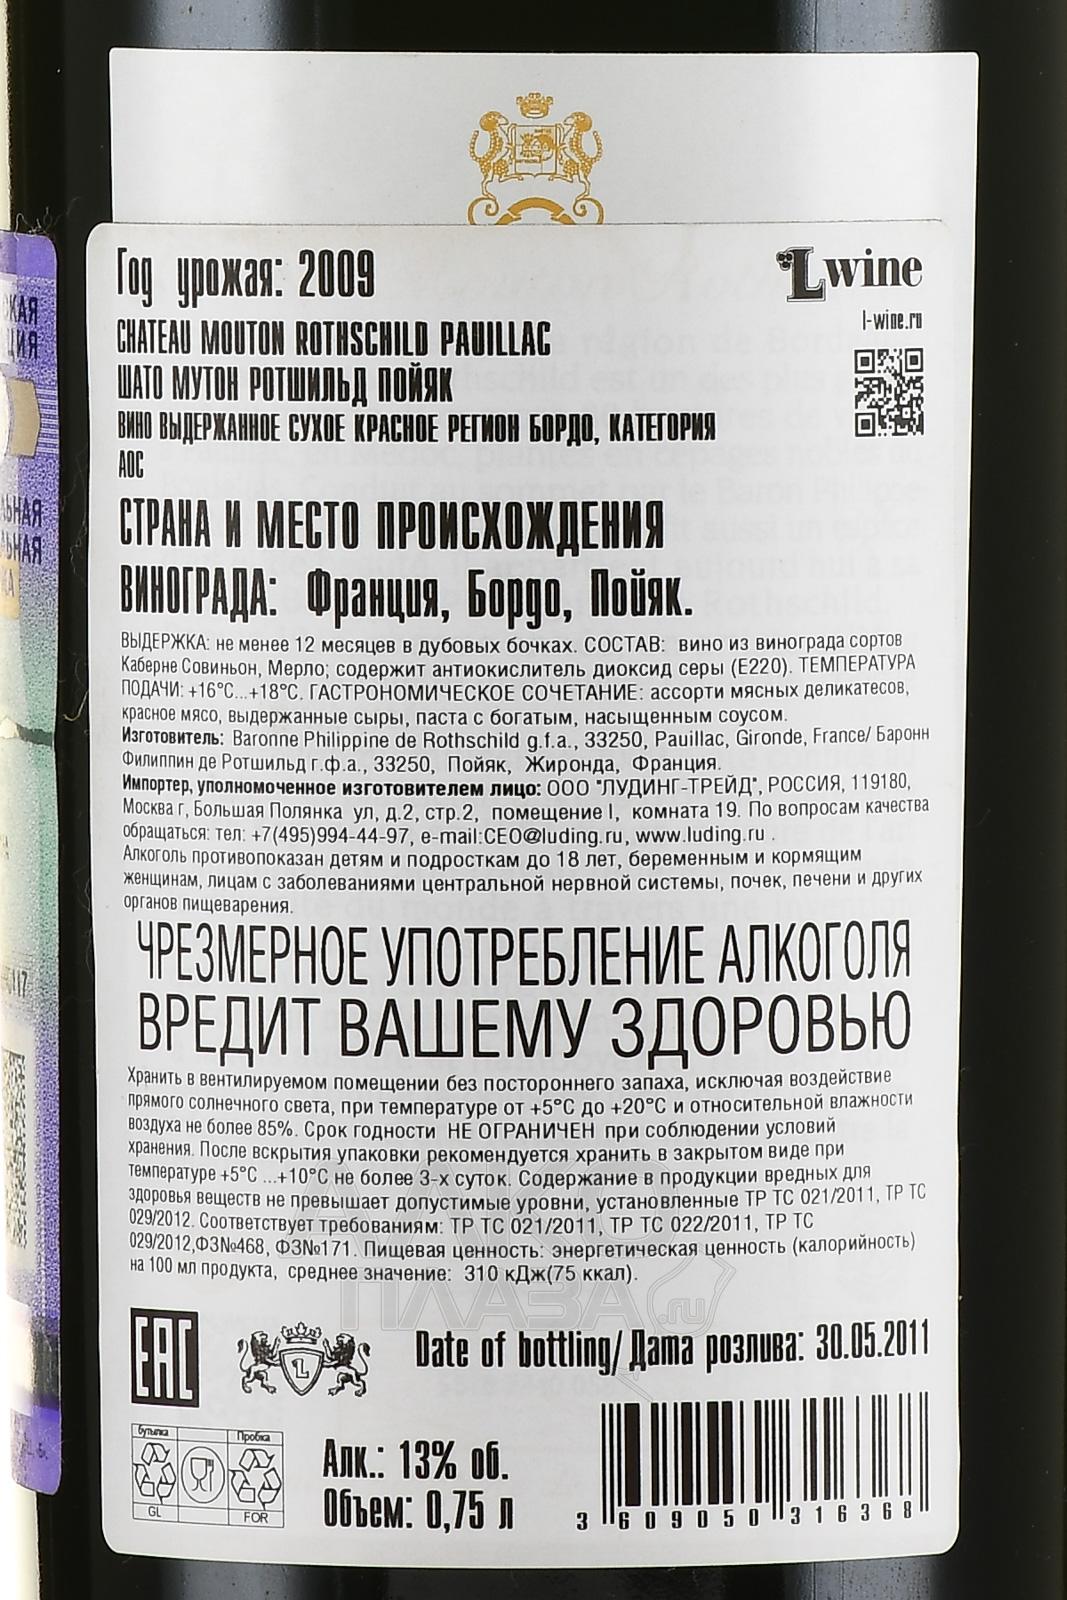 Год урожая: 2009
L wine
l-wine.ru
CHATEAU MOUTON ROTHSCHILD PAUILLAC
ШАТО МУТОН РОТШИЛЬД ПОЙЯК
ВИНО ВЫДЕРЖАННОЕ СУХОЕ КРАСНОЕ РЕГИОН БОРДО, КАТЕГОРИЯ
АОС
СТРАНА И МЕСТО ПРОИСХОЖДЕНИЯ
ВИНОГРАДА: Франция, Бордо, Пойяк.
ВЫДЕРЖКА: не менее 12 месяцев в дубовых бочках. СОСТАВ: вино из винограда сортов
Каберне Совиньон, Мерло; содержит антиокислитель диоксид серы (Е220). ТЕМПЕРАТУРА
ПОДАЧИ: +16°С...+18°С. ГАСТРОНОМИЧЕСКОЕ СОЧЕТАНИЕ: ассорти мясных деликатесов,
красное мясо, выдержанные сыры, паста с богатым, насыщенным соусом.
Изготовитель: Baronne Philippine de Rothschild g.f.a., 33250, Pauillac, Gironde, France/ Баронн
Филиппин де Ротшильд г.ф.а., 33250, Пойяк, Жиронда, Франция.
Импортер, уполномоченное изготовителем лицо: ООО "ЛУДИНГ-ТРЕЙД", РОССИЯ, 119180,
Москва г, Большая Полянка ул, д.2, стр.2, помещение I, комната 19. По вопросам качества
обращаться: тел: +7(495)994-44-97, e-mail:CEO@luding.ru, www.luding.ru .
Алкоголь противопоказан детям и подросткам до 18 лет, беременным и кормящим
женщинам, лицам с заболеваниями центральной нервной системы, почек, печени и других
органов пищеварения.
ЧРЕЗМЕРНОЕ УПОТРЕБЛЕНИЕ АЛКОГОЛЯ
ВРЕДИТ ВАШЕМУ ЗДОРОВЬЮ
Хранить в вентилируемом помещении без постороннего запаха, исключая воздействие
прямого солнечного света, при температуре от +5°С до +20°С и относительной влажности
воздуха не более 85%. Срок годности НЕ ОГРАНИЧЕН при соблюдении условий
хранения. После вскрытия упаковки рекомендуется хранить в закрытом виде при
температуре +5°С ...+10°С не более 3-х суток. Содержание в продукции вредных для
здоровья веществ не превышает допустимые уровни, установленные ТР ТС 021/2011, ТР ТС
029/2012. Соответствует требованиям: ТР ТС 021/2011, ТР ТС 022/2011, ТР ТС
029/2012,ФЗ№468, ФЗ№171. Пищевая ценность: энергетическая ценность (калорийность)
на 100 мл продукта, среднее значение: 310 кДж(75 ккал).
АЛКО
ПЛАЗА.ru
EAC
L
Date of bottling/ Дата розлива: 30.05.2011
бутылка
Пробка
GL
FOR
Алк.: 13% об.
Объем: 0,75 л
3 609050 316368